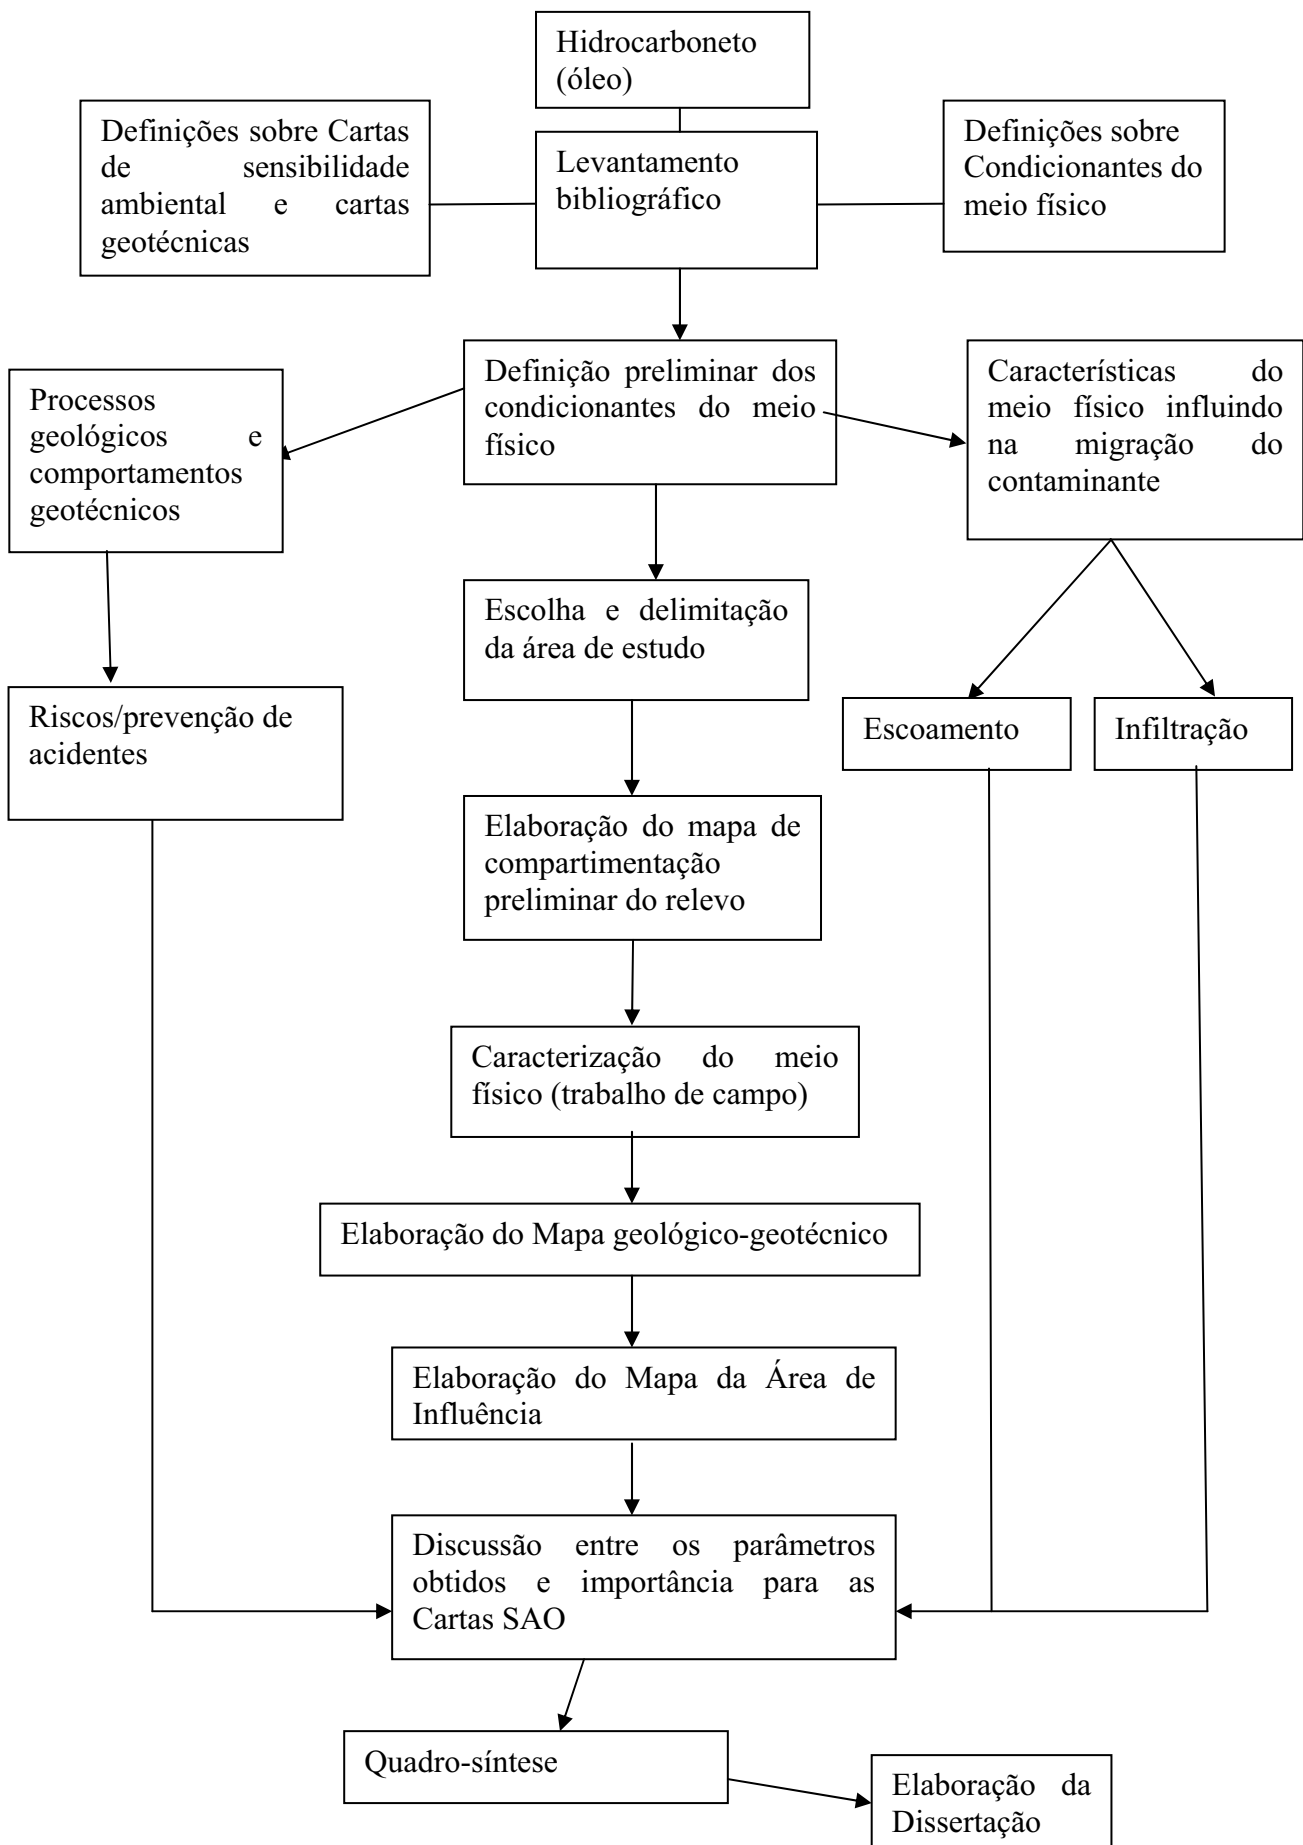 Hidrocarboneto
(óleo)
Definições sobre Cartas
de sensibilidade
ambiental e cartas
geotécnicas
Levantamento
bibliográfico
Definições sobre
Condicionantes do
meio físico
Processos
geológicos e
comportamentos
geotécnicos
Definição preliminar dos
condicionantes do meio
físico
Características do
meio físico influindo
na migração do
contaminante
Escolha e delimitação
da área de estudo
Riscos/prevenção de
acidentes
Escoamento
Infiltração
Elaboração do mapa de
compartimentação
preliminar do relevo
Caracterização do meio
físico (trabalho de campo)
Elaboração do Mapa geológico-geotécnico
Elaboração do Mapa da Área de
Influência
Discussão entre os parâmetros
obtidos e importância para as
Cartas SAO
Quadro-síntese
Elaboração da
Dissertação